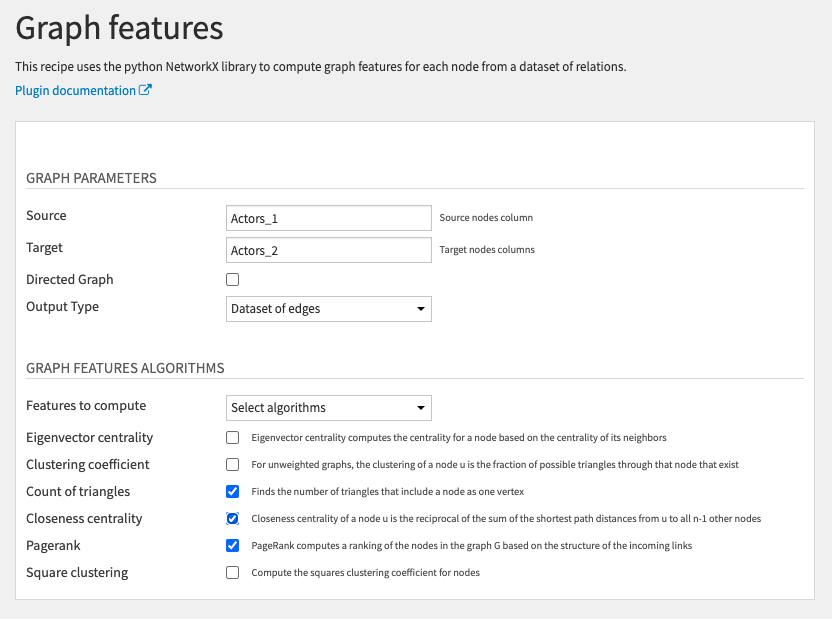 Graph features
This recipe uses the python NetworkX library to compute graph features for each node from a dataset of relations.
Plugin documentation
GRAPH PARAMETERS
Source Actors_1 Source nodes column
Target Actors_2 Target nodes columns
Directed Graph
Output Type Dataset of edges
GRAPH FEATURES ALGORITHMS
Features to compute Select algorithms
Eigenvector centrality Eigenvector centrality computes the centrality for a node based on the centrality of its neighbors
Clustering coefficient For unweighted graphs, the clustering of a node u is the fraction of possible triangles through that node that exist
Count of triangles Finds the number of triangles that include a node as one vertex
Closeness centrality Closeness centrality of a node u is the reciprocal of the sum of the shortest path distances from u to all n-1 other nodes
Pagerank PageRank computes a ranking of the nodes in the graph G based on the structure of the incoming links
Square clustering Compute the squares clustering coefficient for nodes